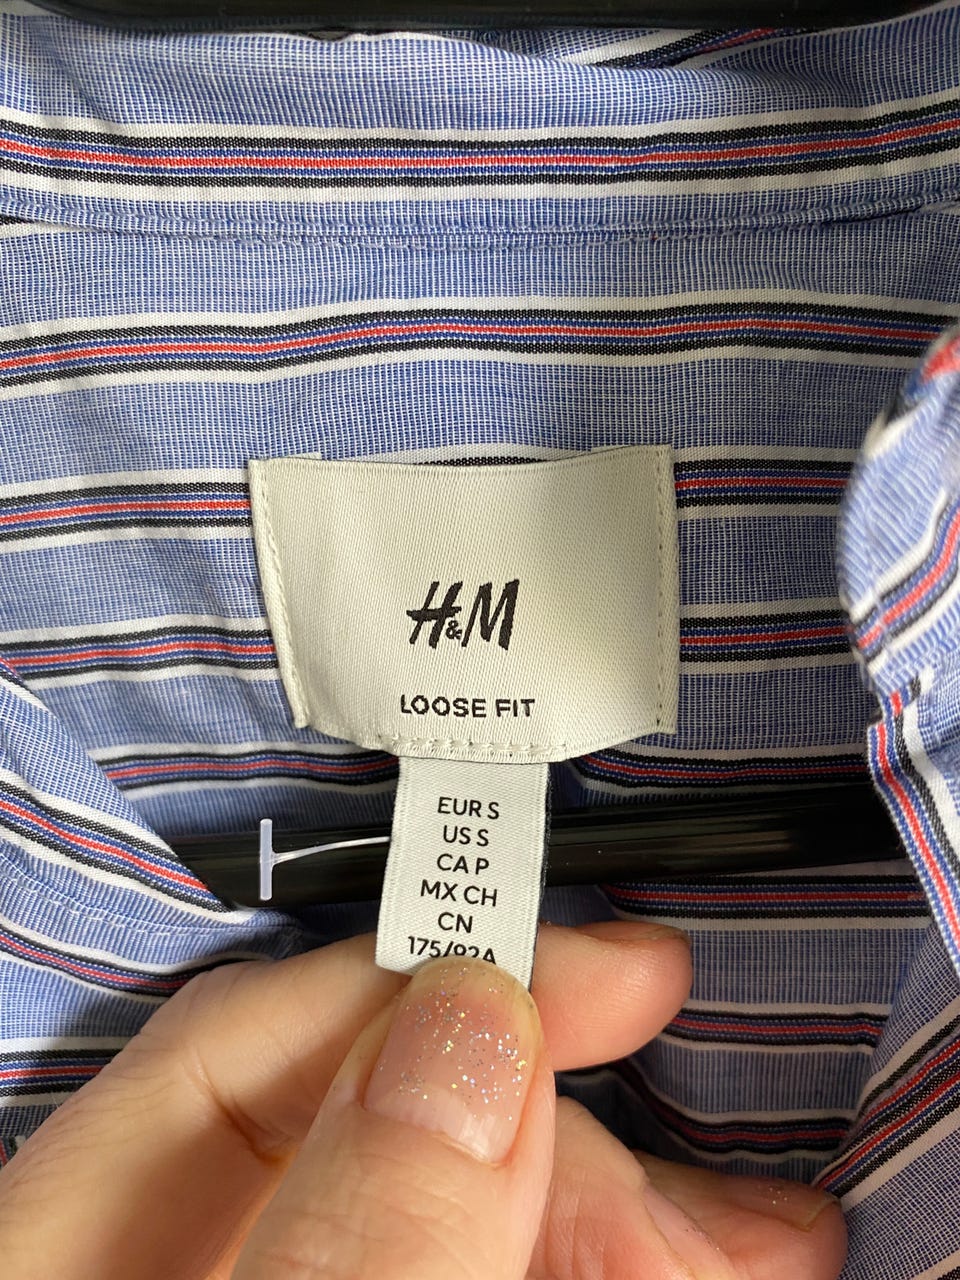 H&M
LOOSE FIT
EUR S
US S
CA P
MX CH
CN
175/92A